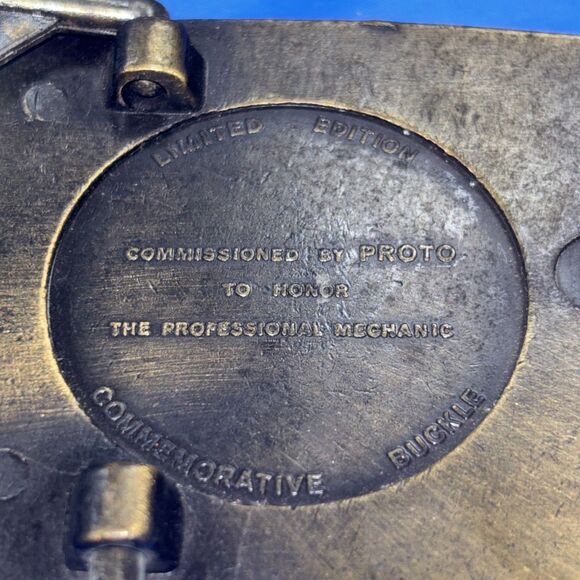 LIMITED EDITION
COMMISSIONED BY PROTO
TO HONOR
THE PROFESSIONAL MECHANIC
COMMEMORATIVE BUCKLE